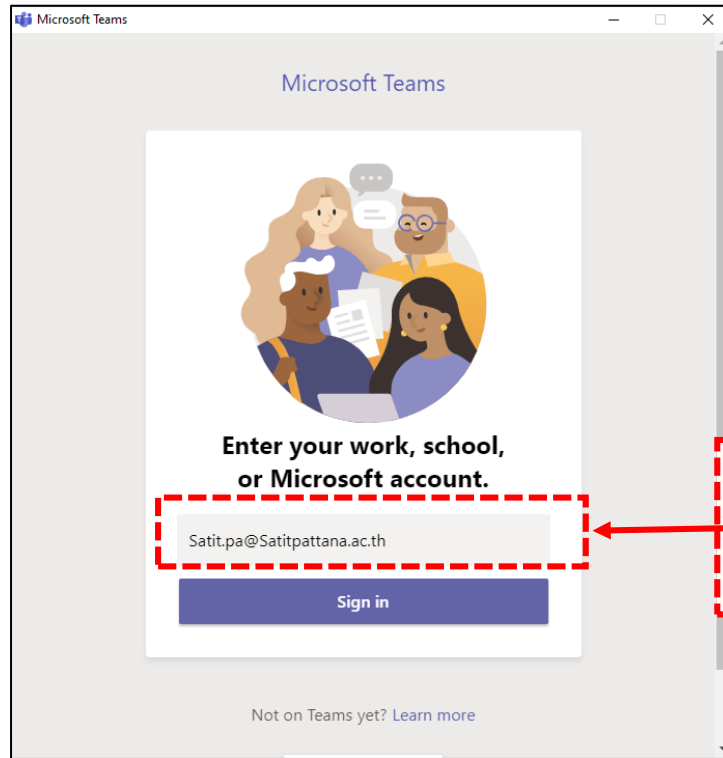 Microsoft Teams
Microsoft Teams
Enter your work, school,
or Microsoft account.
Satit.pa@Satitpattana.ac.th
Sign in
Not on Teams yet? Learn more